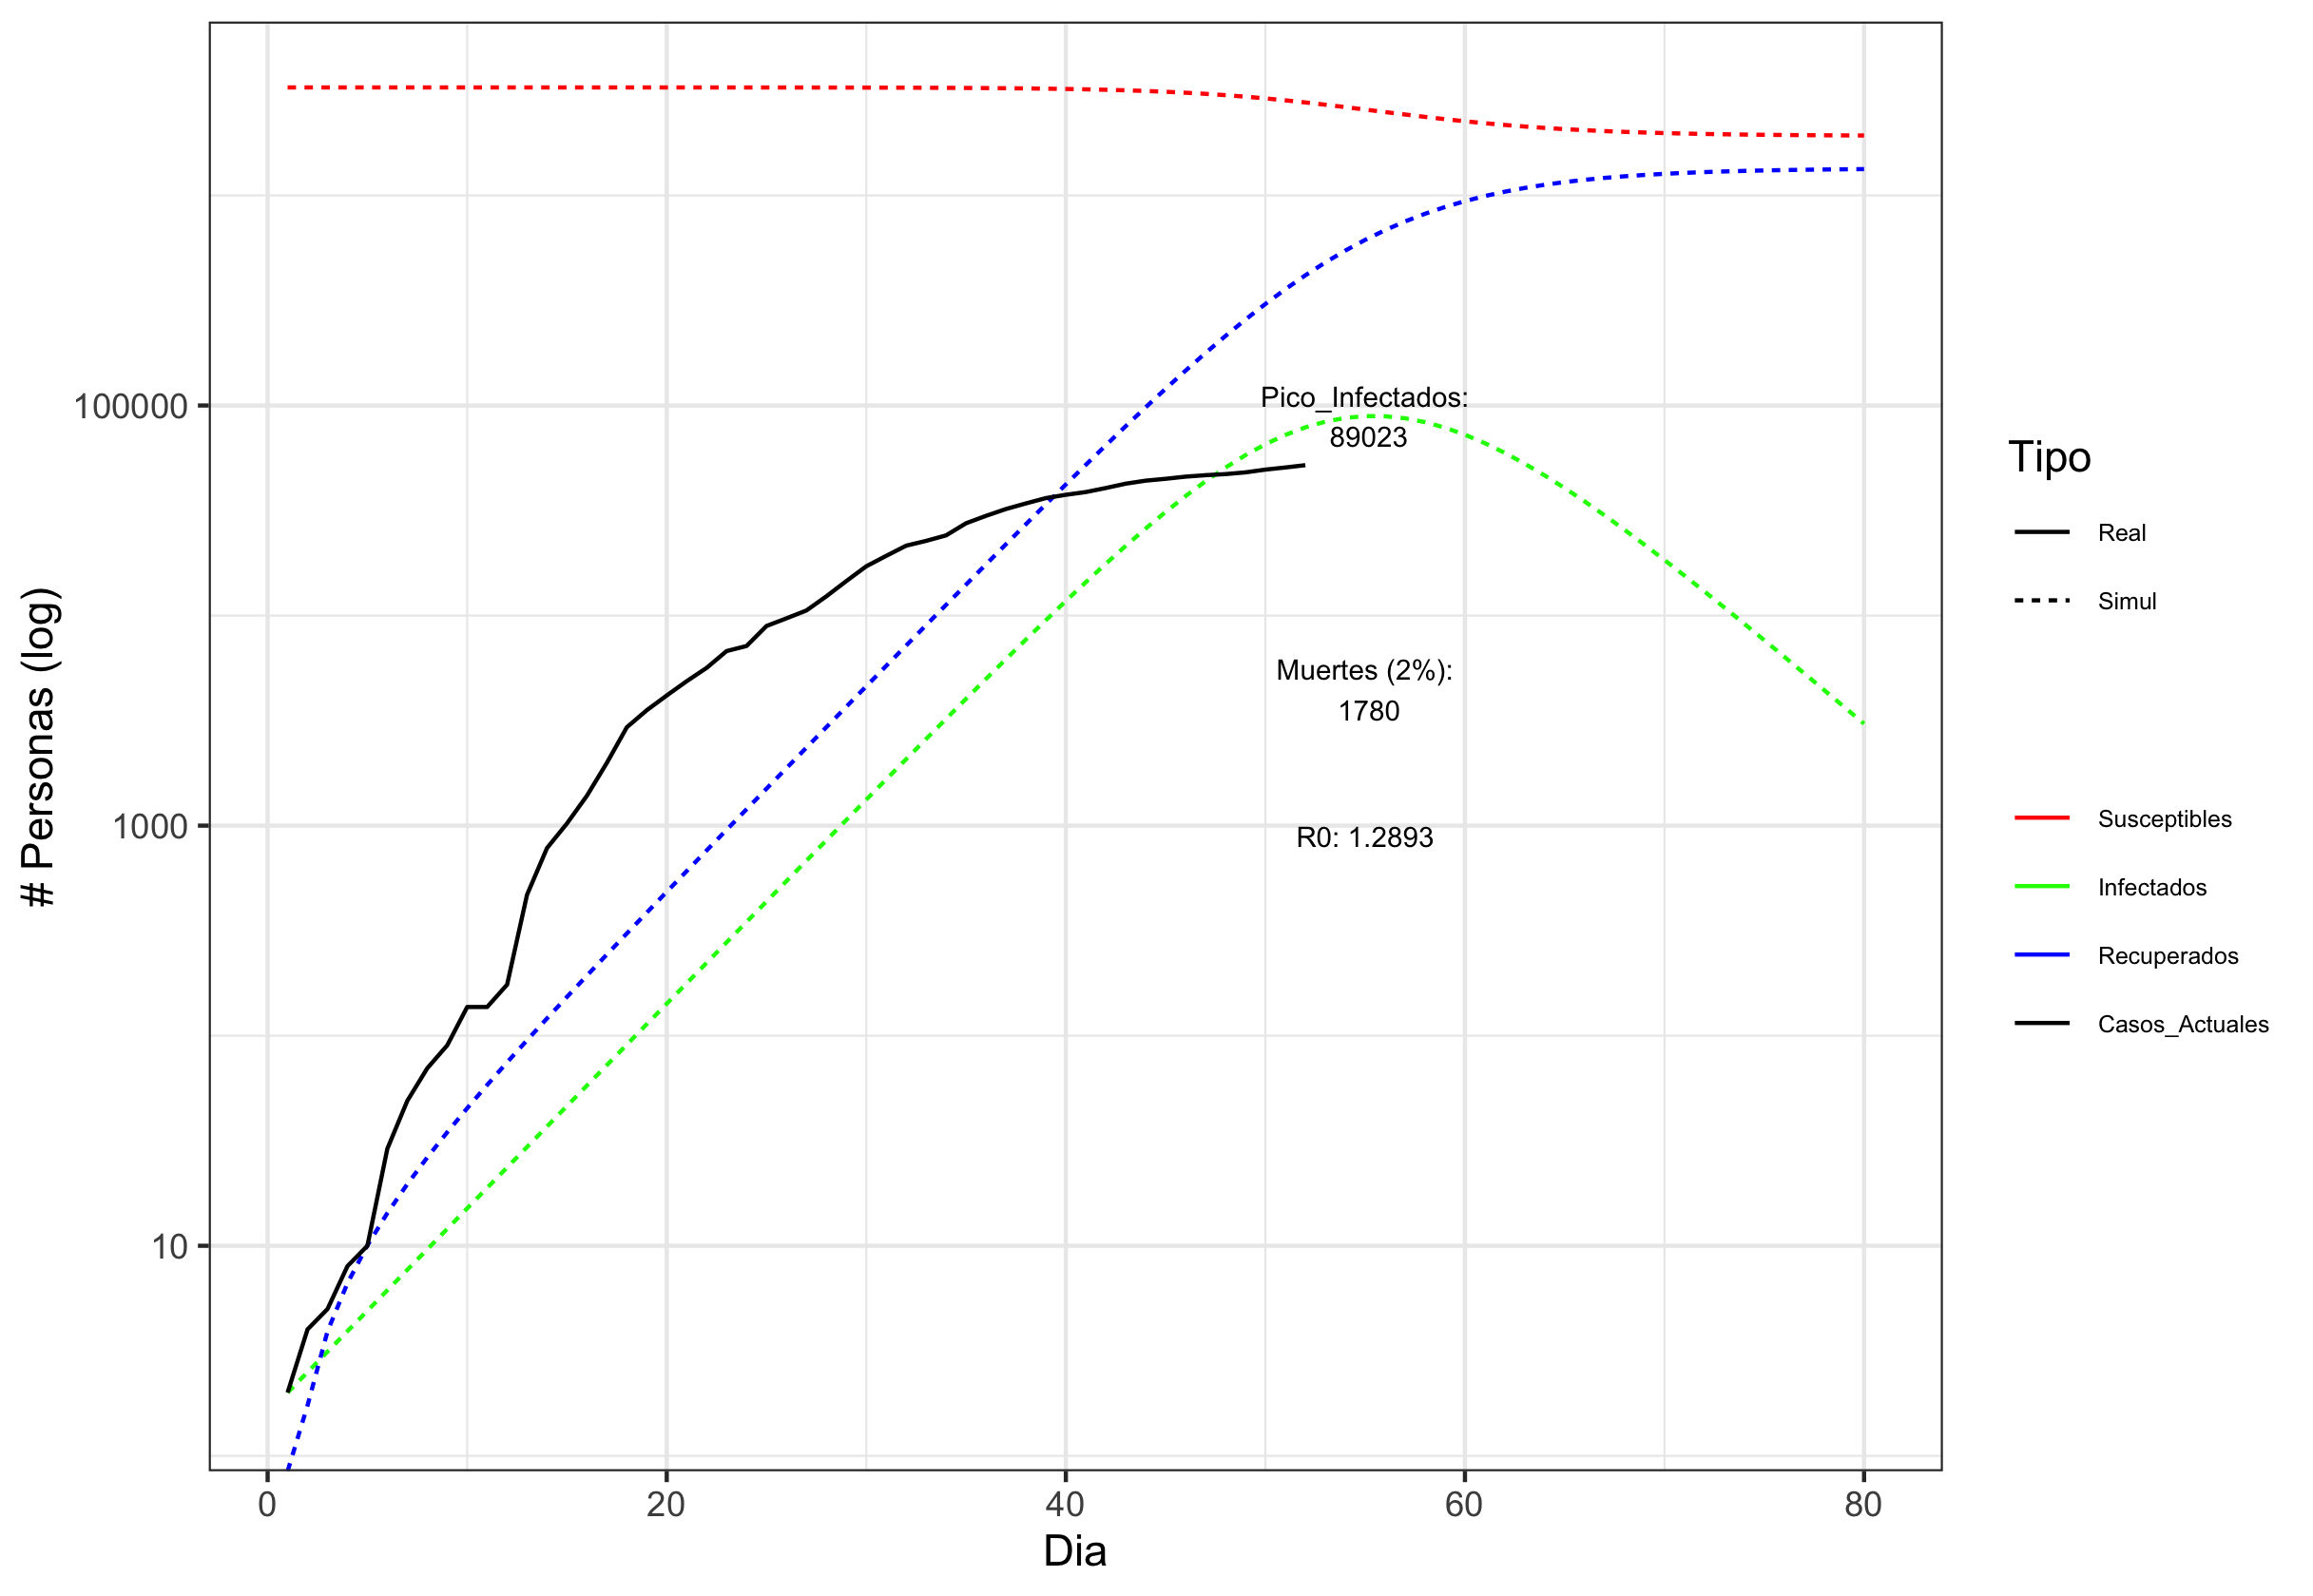 # Personas (log)
100000
1000
10
Pico_Infectados:
89023
Muertes (2%):
1780
R0: 1.2893
0
20
40
60
80
Dia
Tipo
Real
Simul
Susceptibles
Infectados
Recuperados
Casos_Actuales